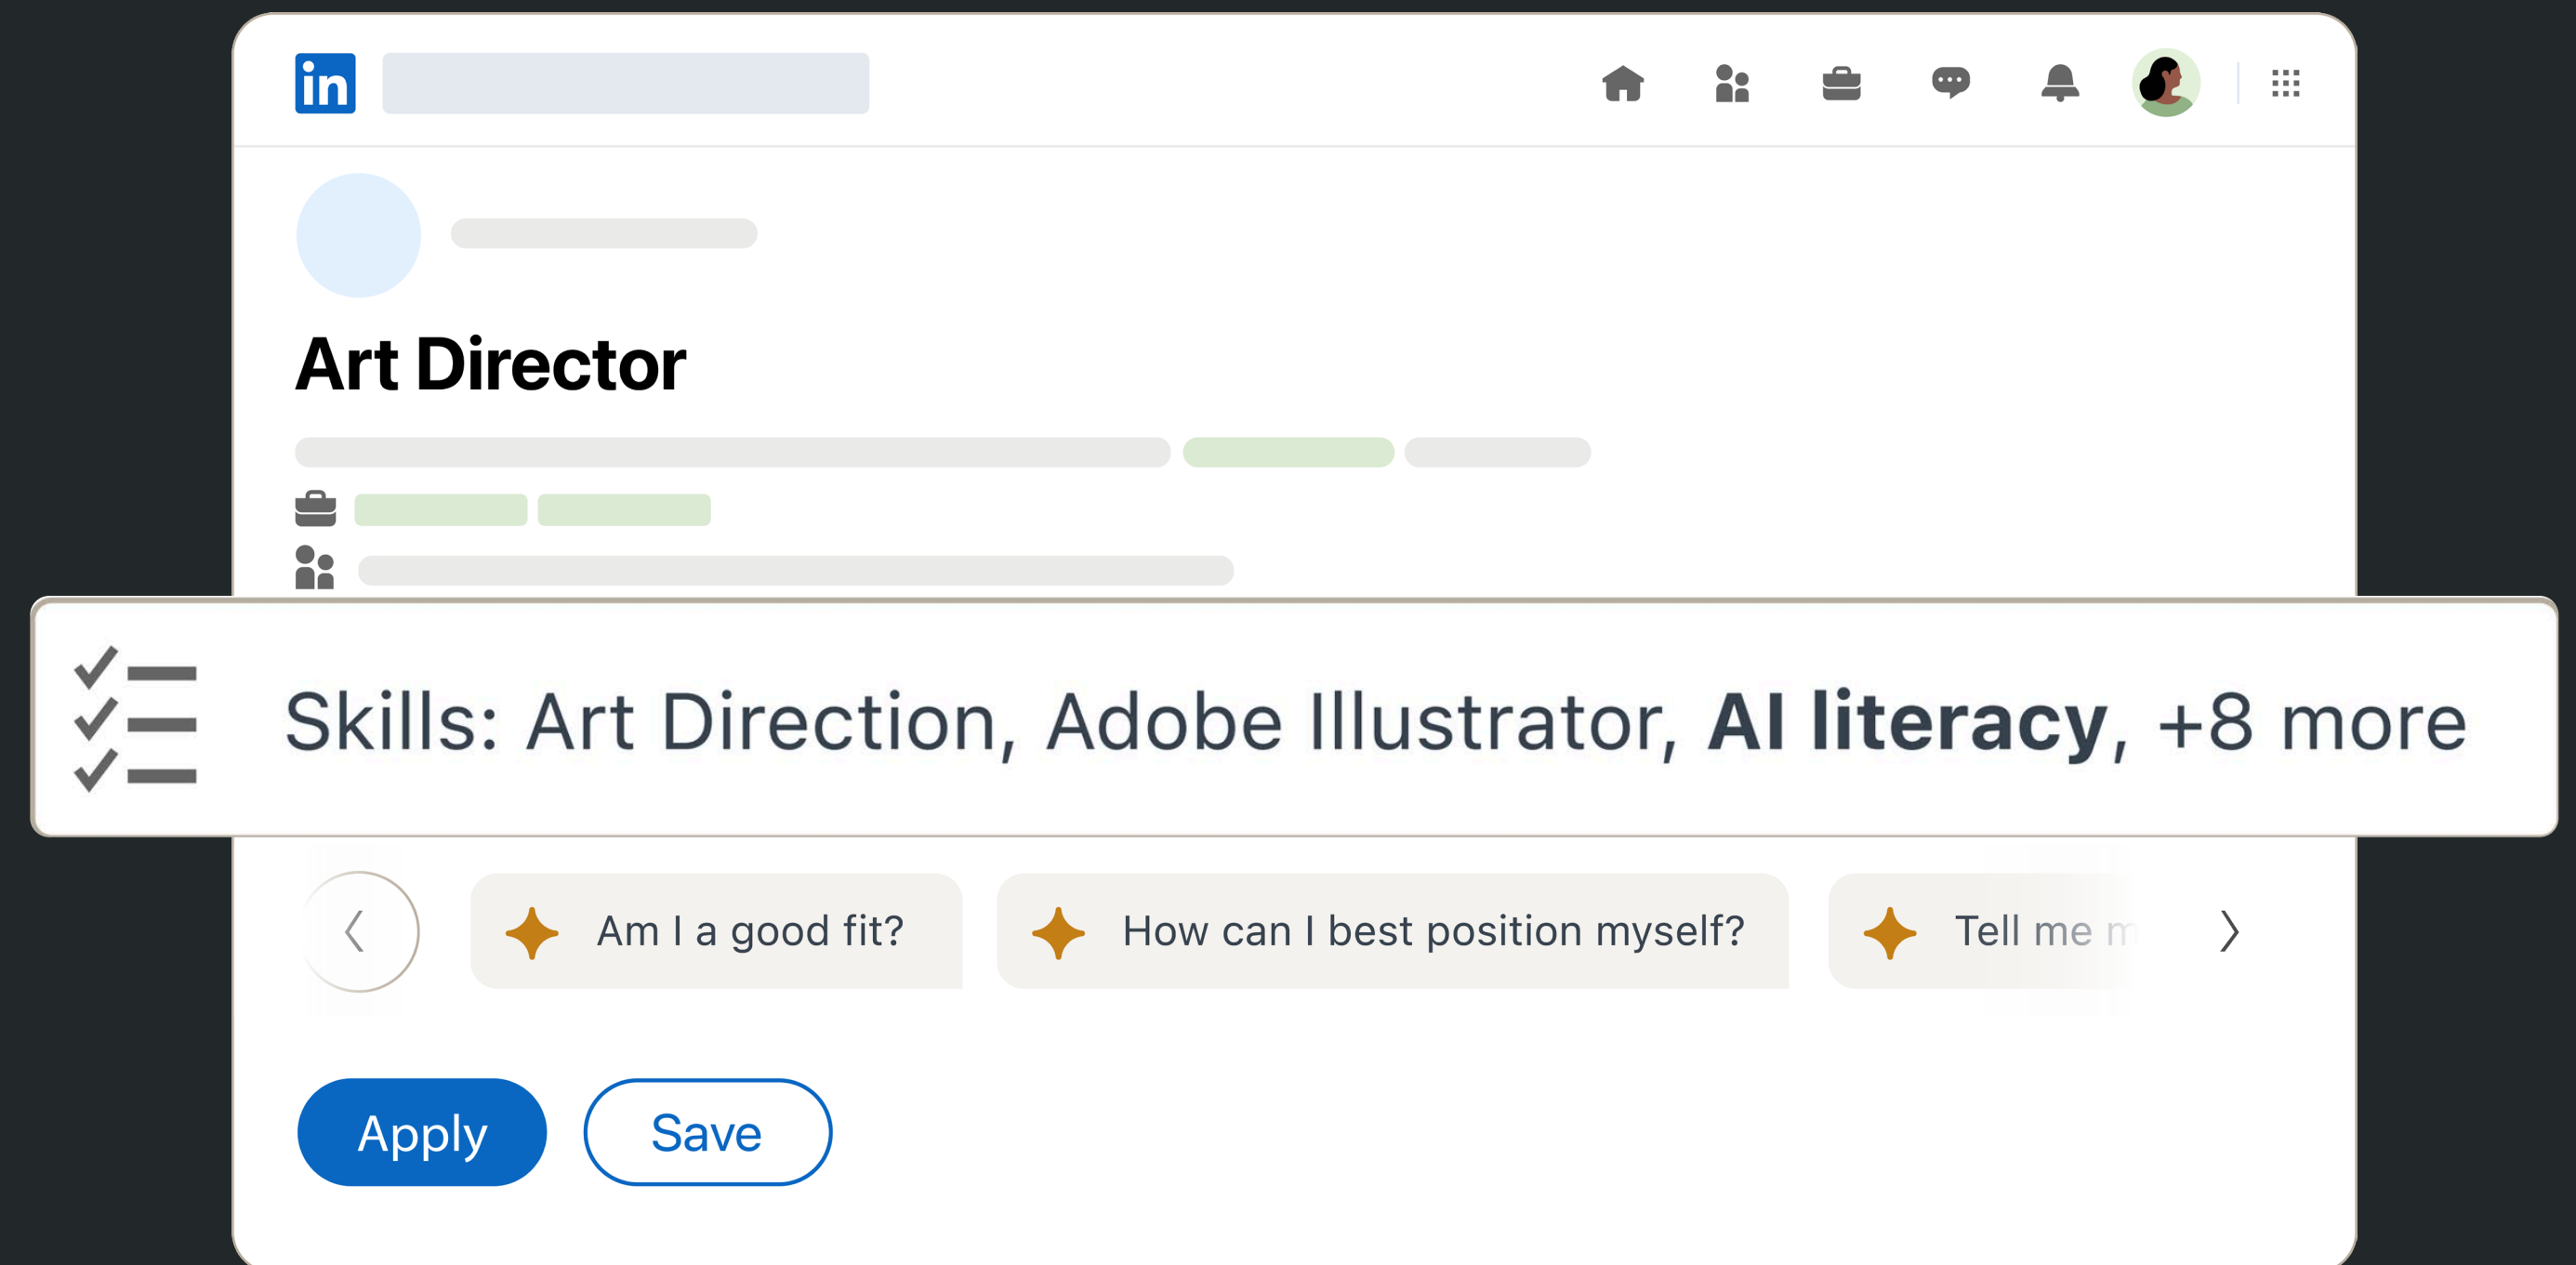 in
Art Director
Skills: Art Direction, Adobe Illustrator, AI literacy, +8 more
Am I a good fit?
How can I best position myself?
Tell me m
Apply
Save